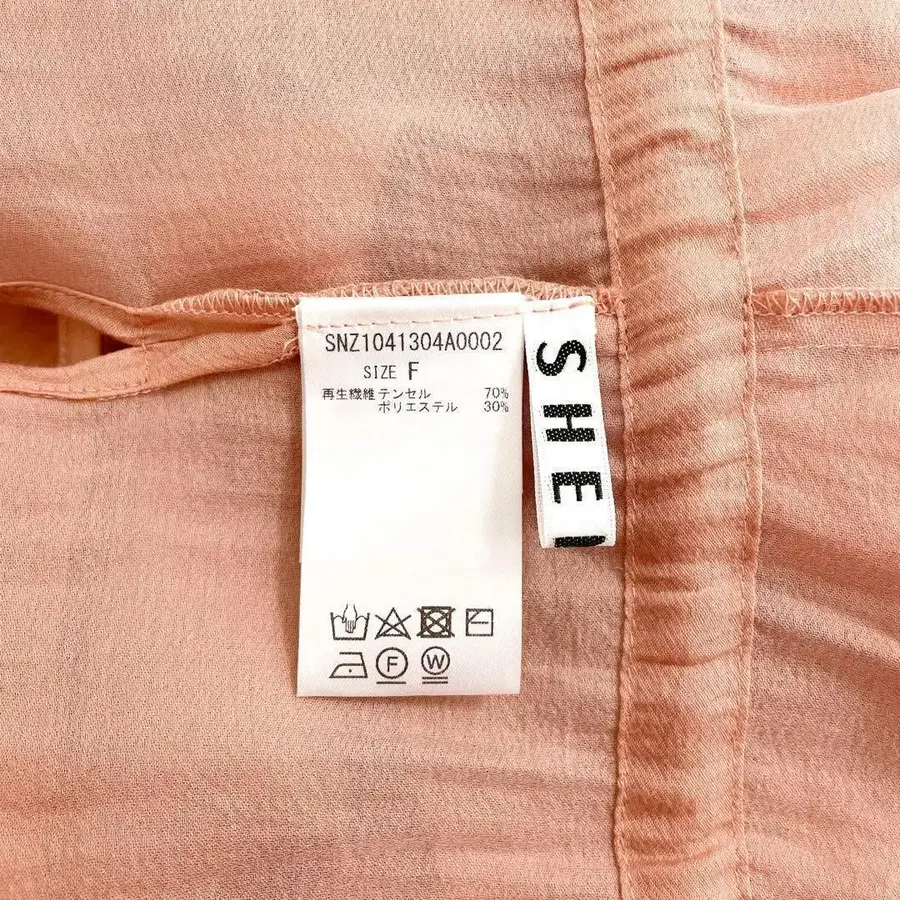 SNZ1041304A0002
SIZE F
再生繊維 テンセル 70%
ポリエステル 30%
F
W
SHE